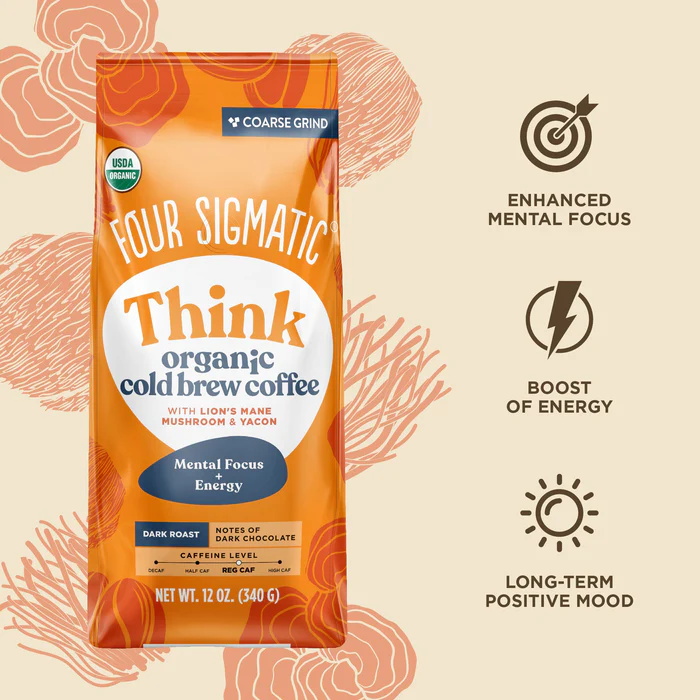 COARSE GRIND
USDA
ORGANIC
FOUR SIGMATIC®
Think
organic
cold brew coffee
WITH LION'S MANE
MUSHROOM & YACON
Mental Focus
+
Energy
DARK ROAST
NOTES OF
DARK CHOCOLATE
CAFFEINE LEVEL
DECAF HALF CAF REG CAF HIGH CAF
NET WT. 12 OZ. (340 G)
ENHANCED
MENTAL FOCUS
BOOST
OF ENERGY
LONG-TERM
POSITIVE MOOD